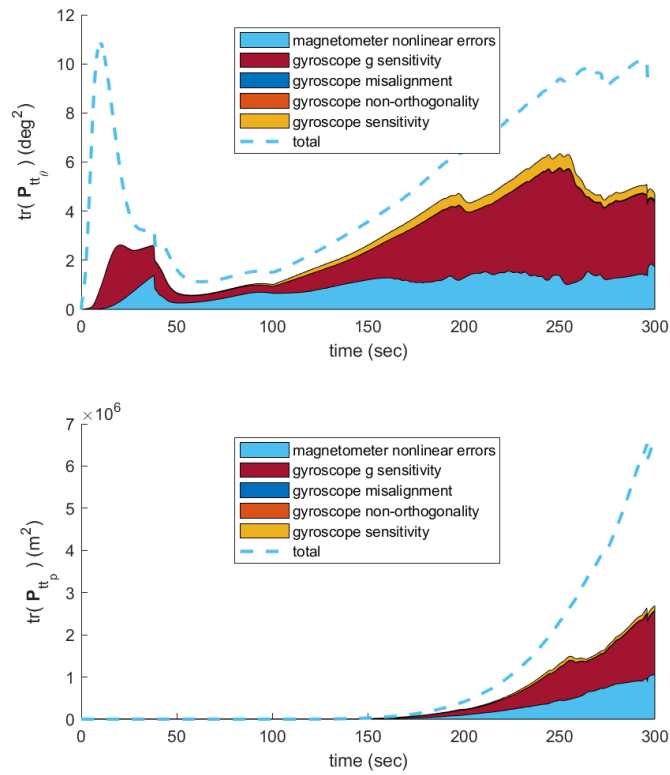 12
10
8
6
4
2
0
tr( P_tt_θ ) (deg²)
magnetometer nonlinear errors
gyroscope g sensitivity
gyroscope misalignment
gyroscope non-orthogonality
gyroscope sensitivity
total
0 50 100 150 200 250 300
time (sec)
×10⁶
7
6
5
4
3
2
1
0
tr( P_tt_p ) (m²)
magnetometer nonlinear errors
gyroscope g sensitivity
gyroscope misalignment
gyroscope non-orthogonality
gyroscope sensitivity
total
0 50 100 150 200 250 300
time (sec)